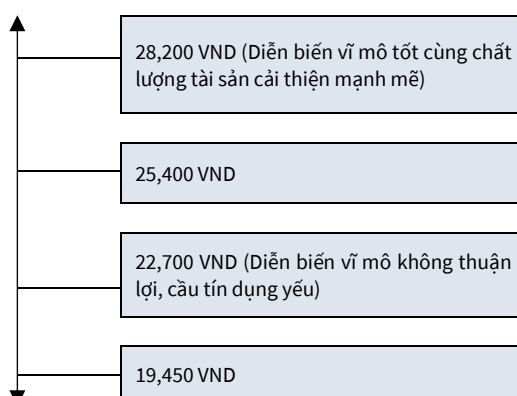 28,200 VND (Diễn biến vĩ mô tốt cùng chất
lượng tài sản cải thiện mạnh mẽ)
25,400 VND
22,700 VND (Diễn biến vĩ mô không thuận
lợi, cầu tín dụng yếu)
19,450 VND